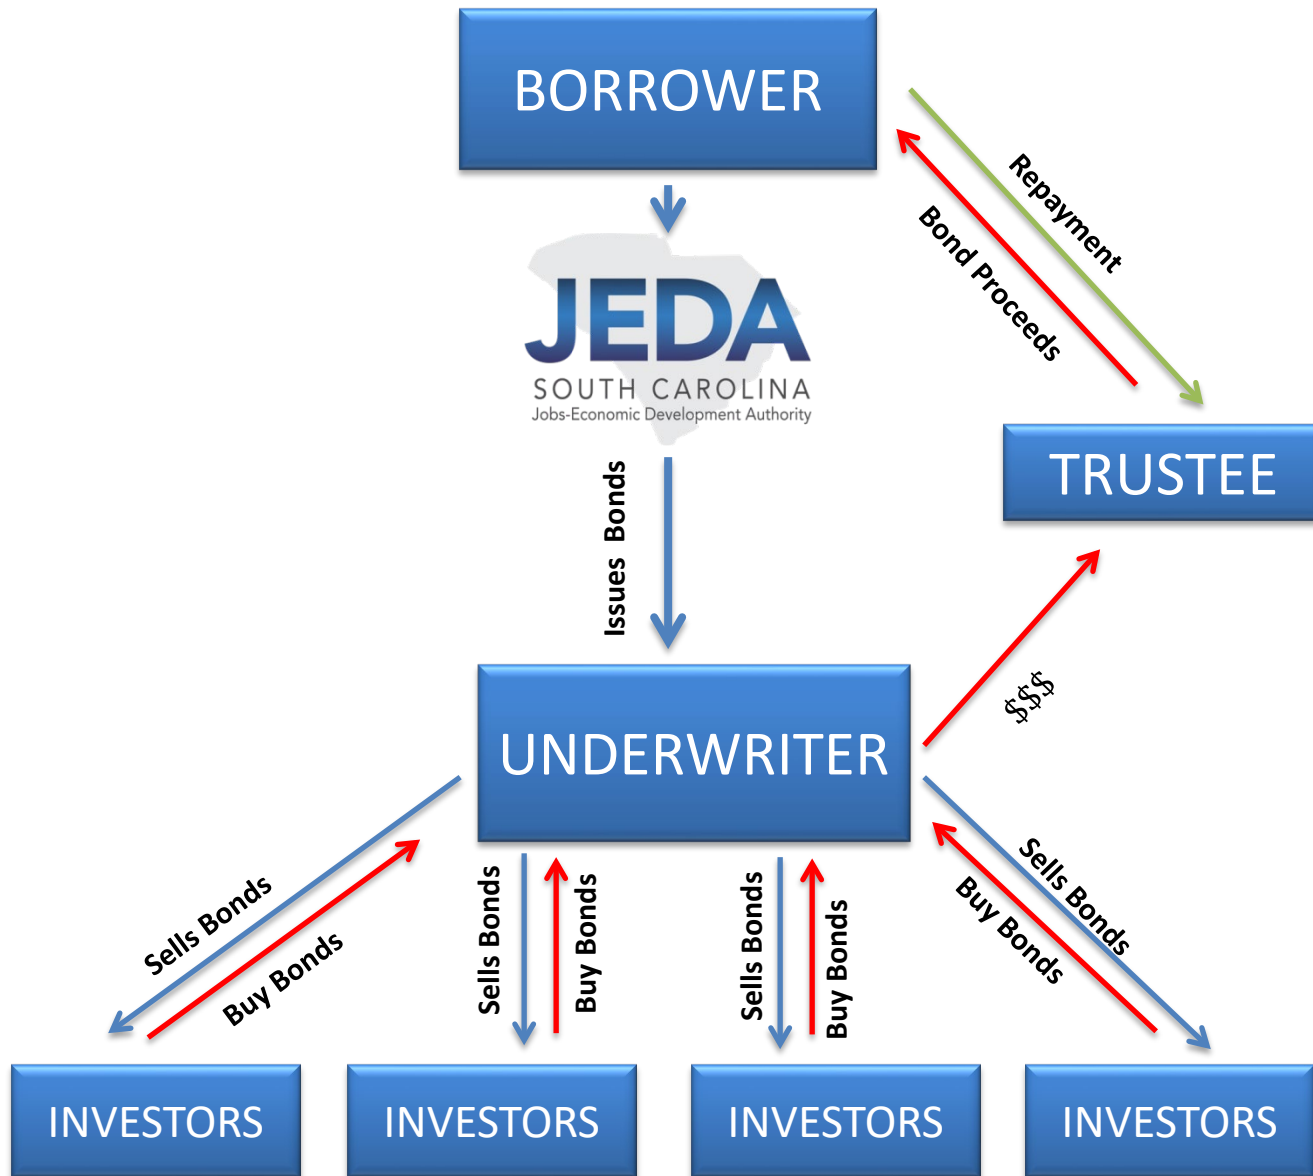 BORROWER
Repayment
Bond Proceeds
JEDA
SOUTH CAROLINA
Jobs-Economic Development Authority
TRUSTEE
Issues Bonds
$$$
UNDERWRITER
Sells Bonds
Buy Bonds
Sells Bonds
Buy Bonds
Sells Bonds
Buy Bonds
Sells Bonds
Buy Bonds
INVESTORS
INVESTORS
INVESTORS
INVESTORS